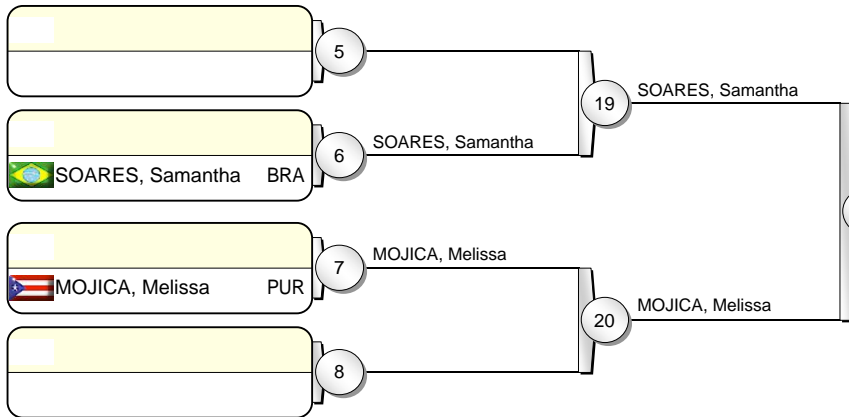 5
SOARES, Samantha
19
6
SOARES, Samantha
SOARES, Samantha BRA
MOJICA, Melissa
7
MOJICA, Melissa PUR
MOJICA, Melissa
20
8